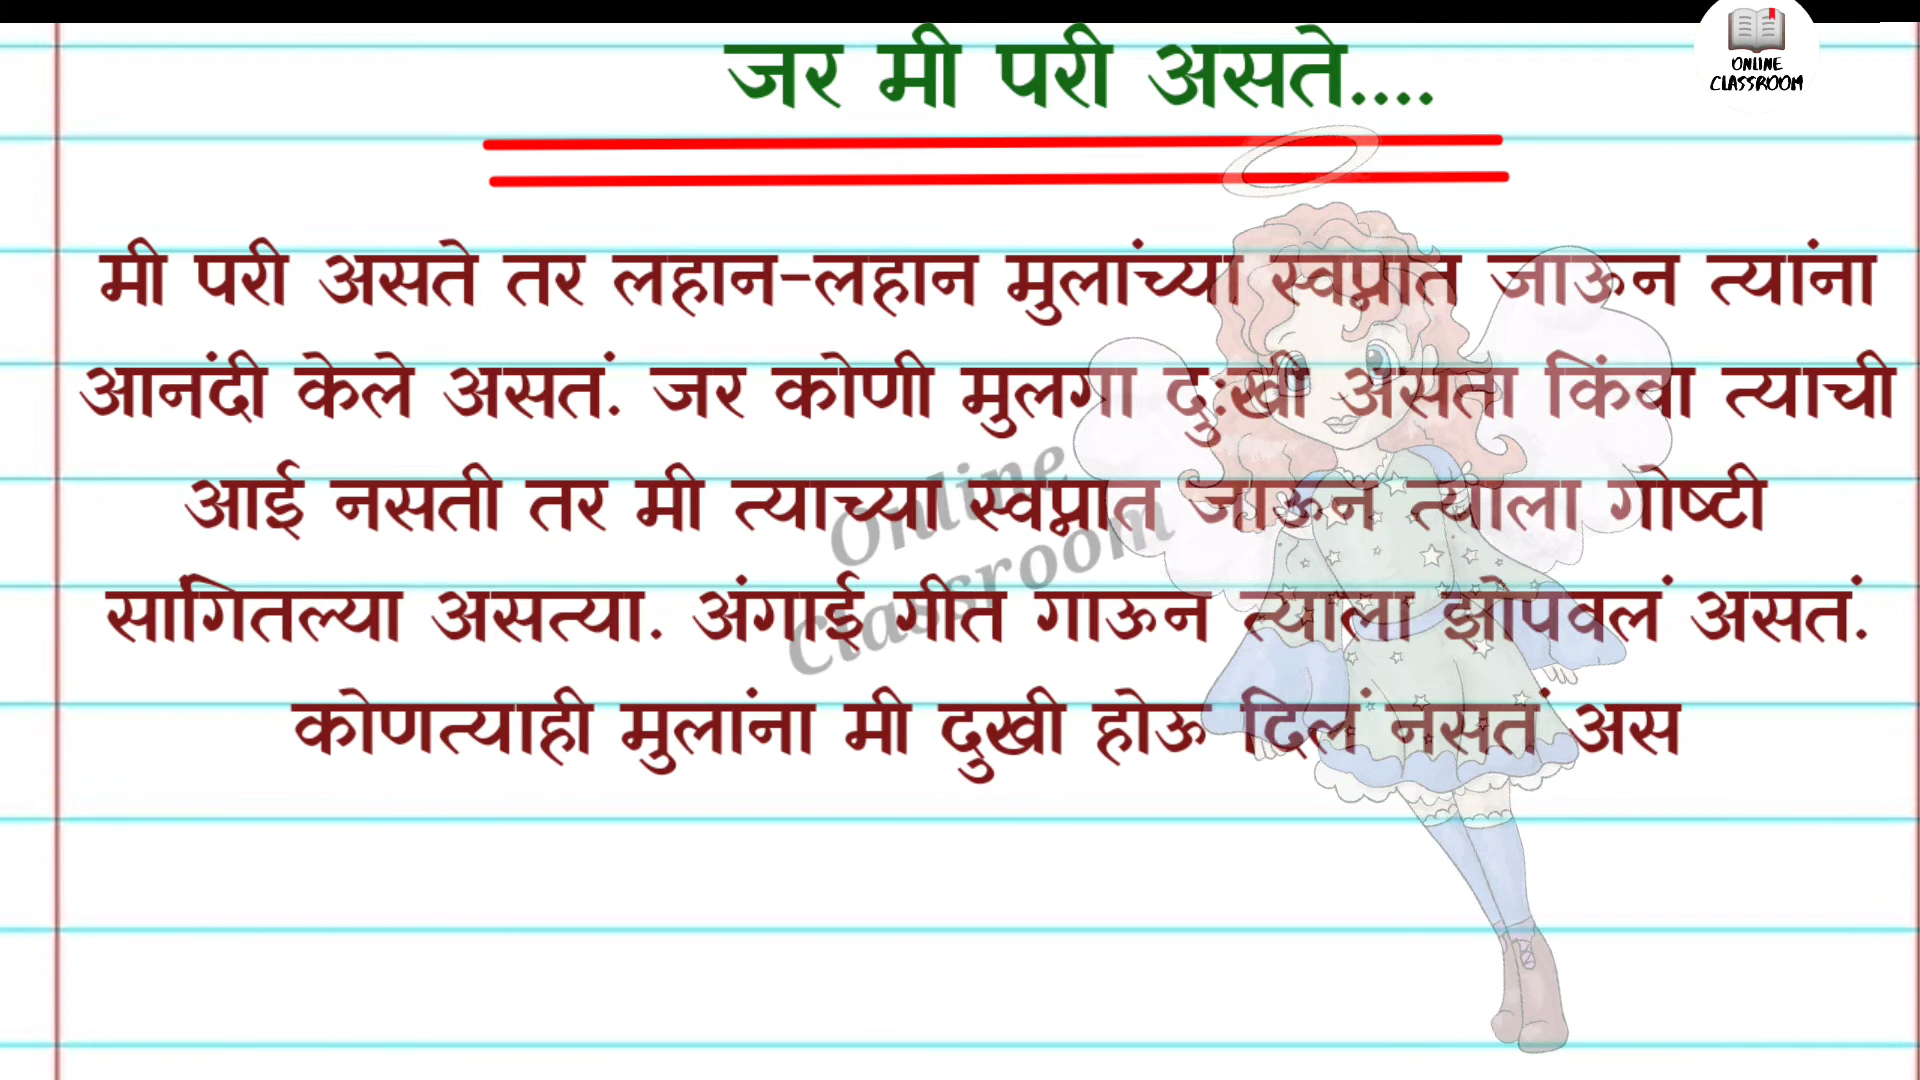 ONLINE
CLASSROOM
जर मी परी असते....
मी परी असते तर लहान-लहान मुलांच्या स्वप्नात जाऊन त्यांना
आनंदी केले असतं. जर कोणी मुलगा दुःखी असता किंवा त्याची
आई नसती तर मी त्याच्या स्वप्नात जाऊन त्याला गोष्टी
सांगितल्या असत्या. अंगाई गीत गाऊन त्याला झोपवलं असतं.
कोणत्याही मुलांना मी दुखी होऊ दिलं नसतं अस
Online
Classroom